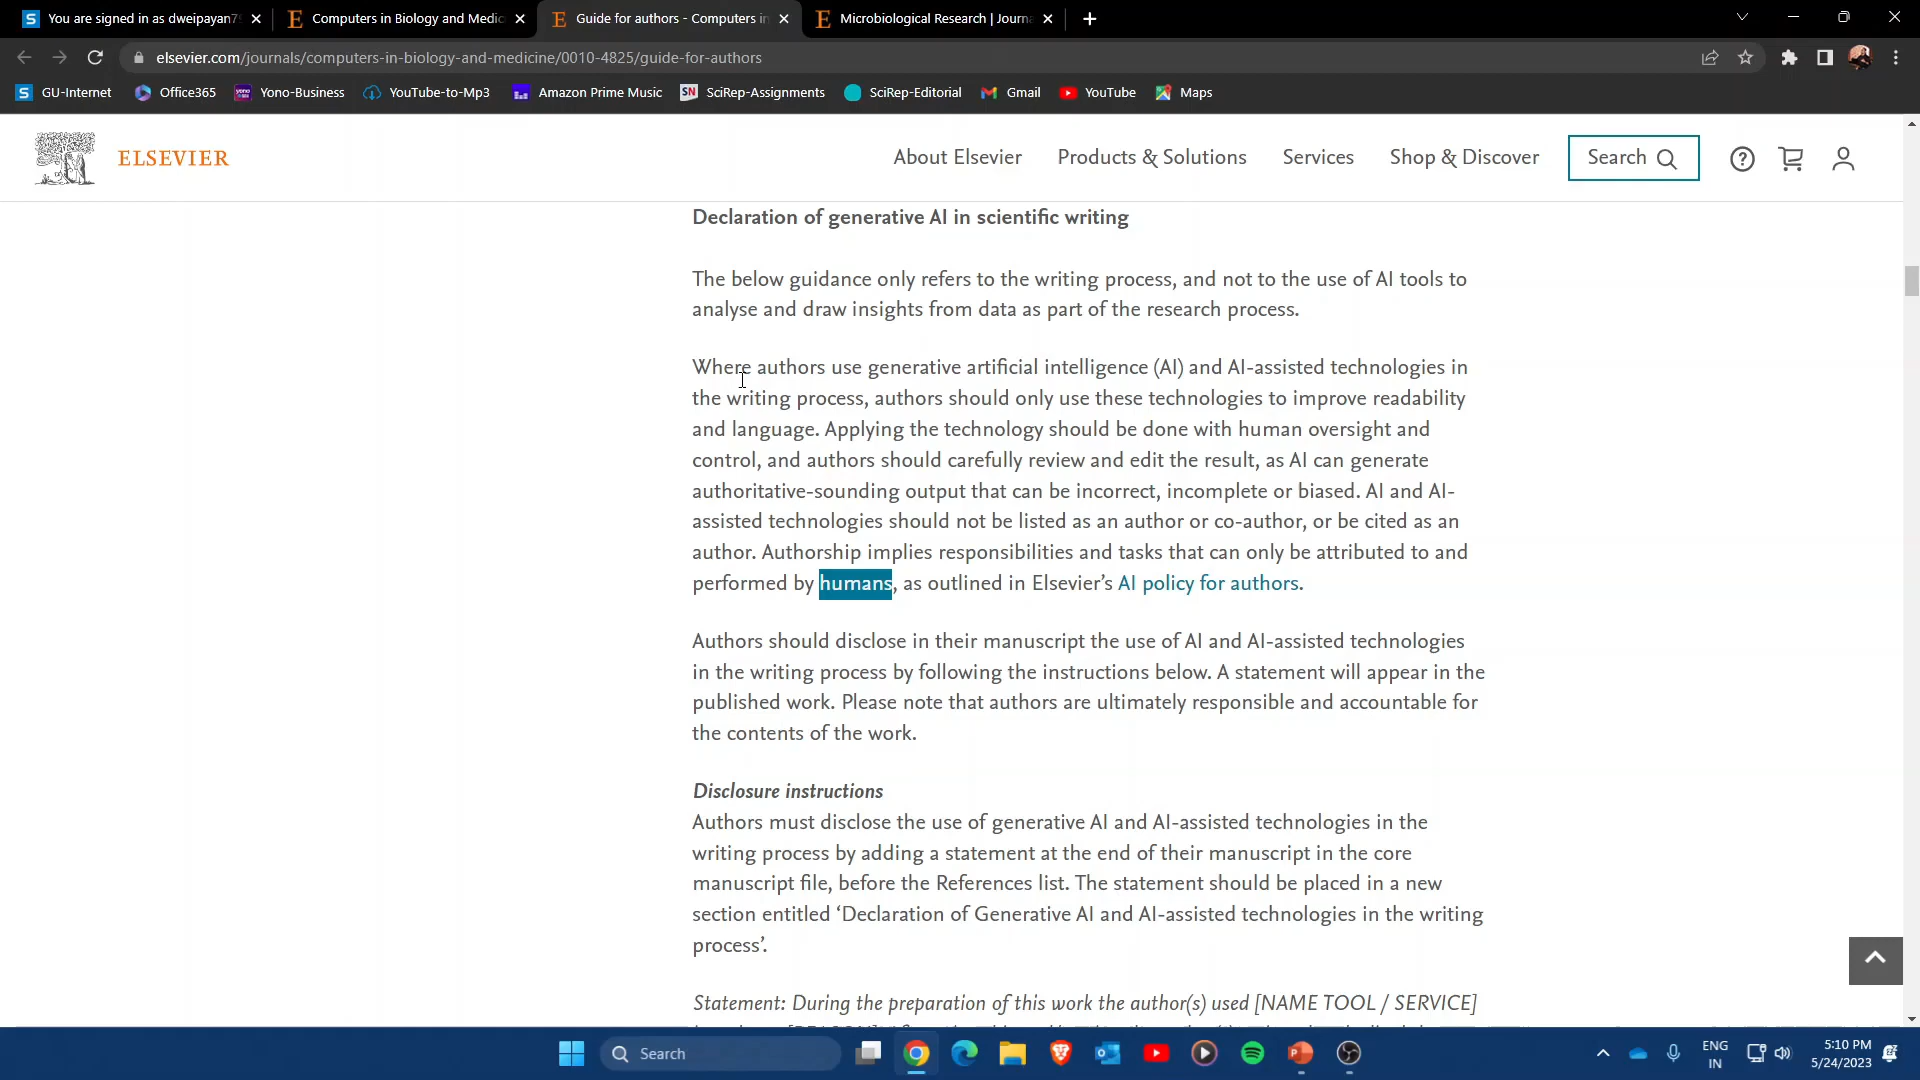 You are signed in as dweipayan7
Computers in Biology and Medic
Guide for authors - Computers in
Microbiological Research | Journa
elsevier.com/journals/computers-in-biology-and-medicine/0010-4825/guide-for-authors
GU-Internet
Office365
Yono-Business
YouTube-to-Mp3
Amazon Prime Music
SciRep-Assignments
SciRep-Editorial
Gmail
YouTube
Maps
ELSEVIER
About Elsevier
Products & Solutions
Services
Shop & Discover
Search
Declaration of generative AI in scientific writing
The below guidance only refers to the writing process, and not to the use of AI tools to
analyse and draw insights from data as part of the research process.
Where authors use generative artificial intelligence (AI) and AI-assisted technologies in
the writing process, authors should only use these technologies to improve readability
and language. Applying the technology should be done with human oversight and
control, and authors should carefully review and edit the result, as AI can generate
authoritative-sounding output that can be incorrect, incomplete or biased. AI and AI-
assisted technologies should not be listed as an author or co-author, or be cited as an
author. Authorship implies responsibilities and tasks that can only be attributed to and
performed by humans, as outlined in Elsevier’s AI policy for authors.
Authors should disclose in their manuscript the use of AI and AI-assisted technologies
in the writing process by following the instructions below. A statement will appear in the
published work. Please note that authors are ultimately responsible and accountable for
the contents of the work.
Disclosure instructions
Authors must disclose the use of generative AI and AI-assisted technologies in the
writing process by adding a statement at the end of their manuscript in the core
manuscript file, before the References list. The statement should be placed in a new
section entitled ‘Declaration of Generative AI and AI-assisted technologies in the writing
process’.
Statement: During the preparation of this work the author(s) used [NAME TOOL / SERVICE]
Search
ENG
IN
5:10 PM
5/24/2023